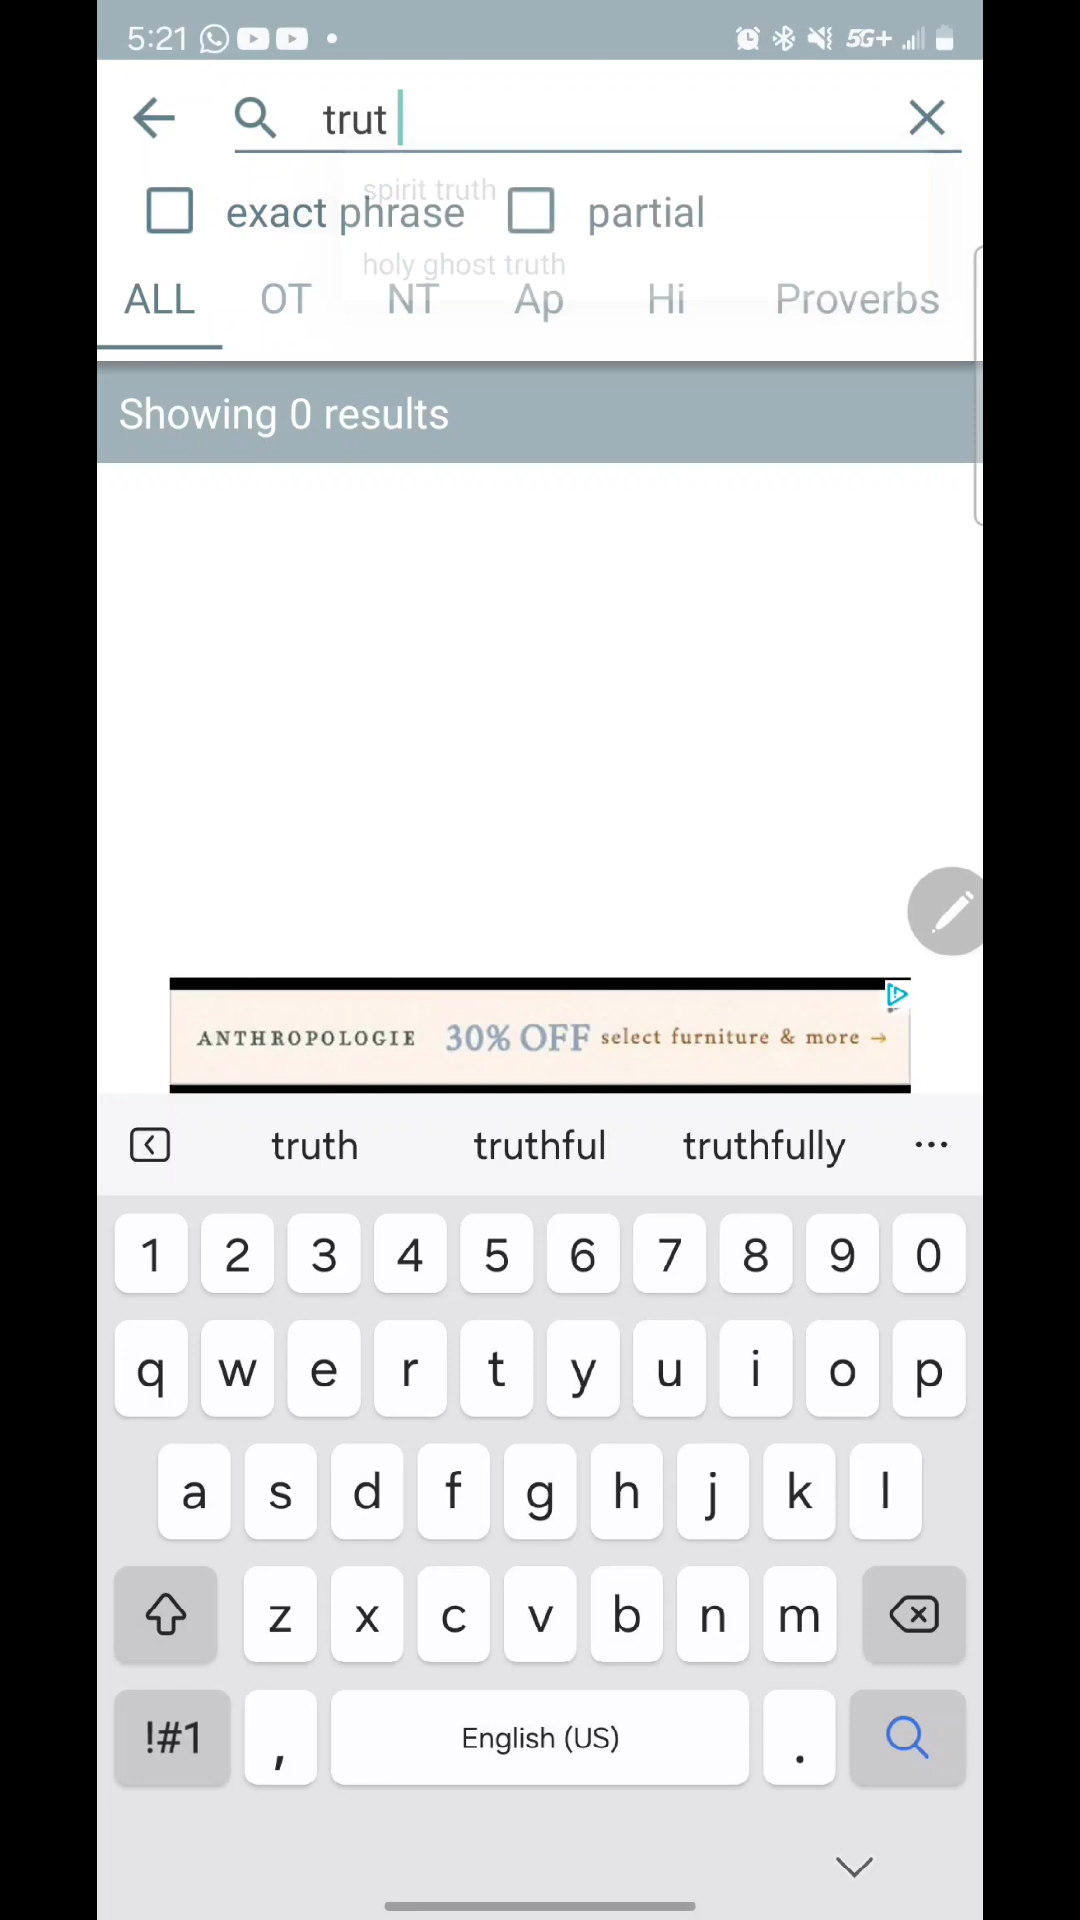 5:21 5G+
trut
spirit truth
exact phrase partial
holy ghost truth
ALL OT NT Ap Hi Proverbs
Showing 0 results
ANTHROPOLOGIE 30% OFF select furniture & more →
truth truthful truthfully ...
1 2 3 4 5 6 7 8 9 0
q w e r t y u i o p
a s d f g h j k l
z x c v b n m
!#1 , English (US) .